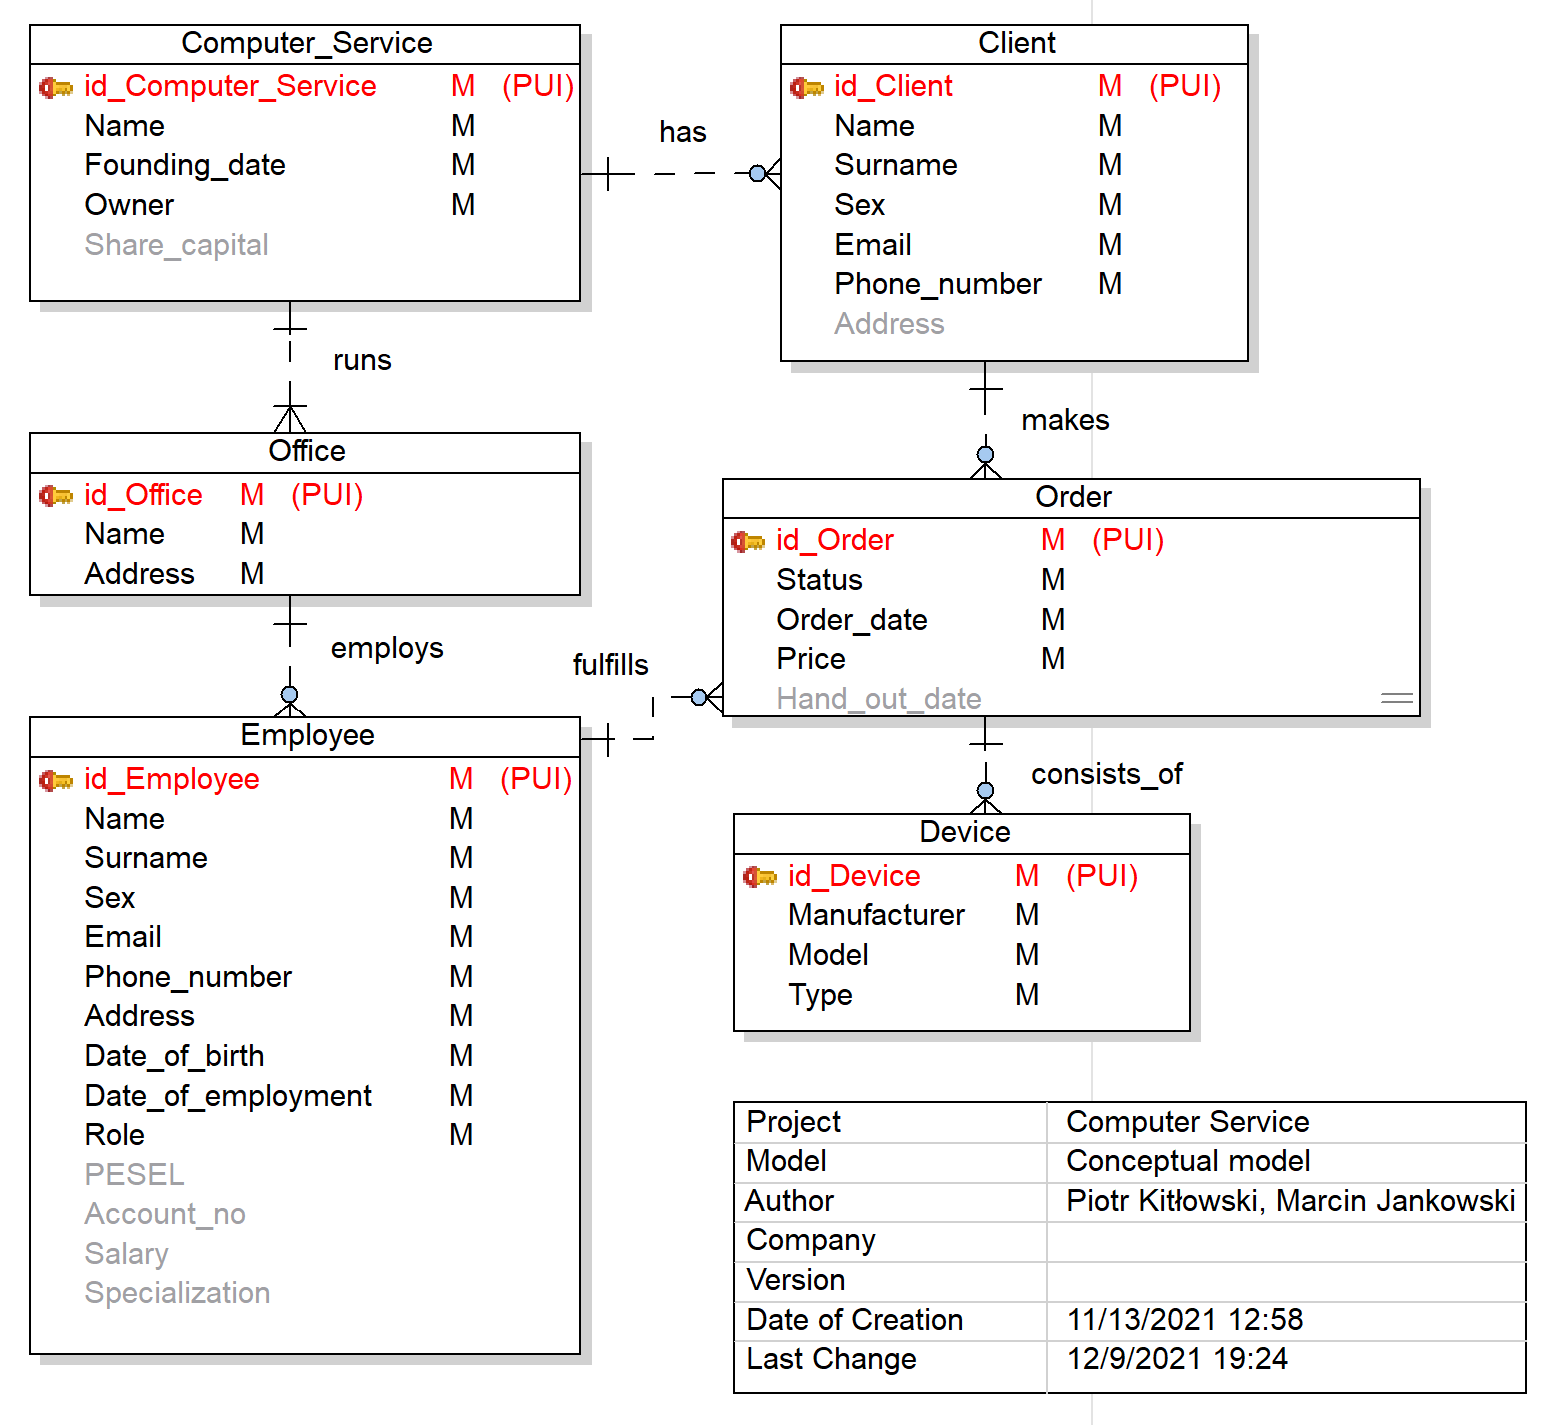 Computer_Service
id_Computer_Service M (PUI)
Name M
Founding_date M
Owner M
Share_capital
has
Client
id_Client M (PUI)
Name M
Surname M
Sex M
Email M
Phone_number M
Address
runs
makes
Office
id_Office M (PUI)
Name M
Address M
Order
id_Order M (PUI)
Status M
Order_date M
Price M
Hand_out_date
employs
fulfills
consists_of
Employee
id_Employee M (PUI)
Name M
Surname M
Sex M
Email M
Phone_number M
Address M
Date_of_birth M
Date_of_employment M
Role M
PESEL
Account_no
Salary
Specialization
Device
id_Device M (PUI)
Manufacturer M
Model M
Type M
Project Computer Service
Model Conceptual model
Author Piotr Kitłowski, Marcin Jankowski
Company
Version
Date of Creation 11/13/2021 12:58
Last Change 12/9/2021 19:24